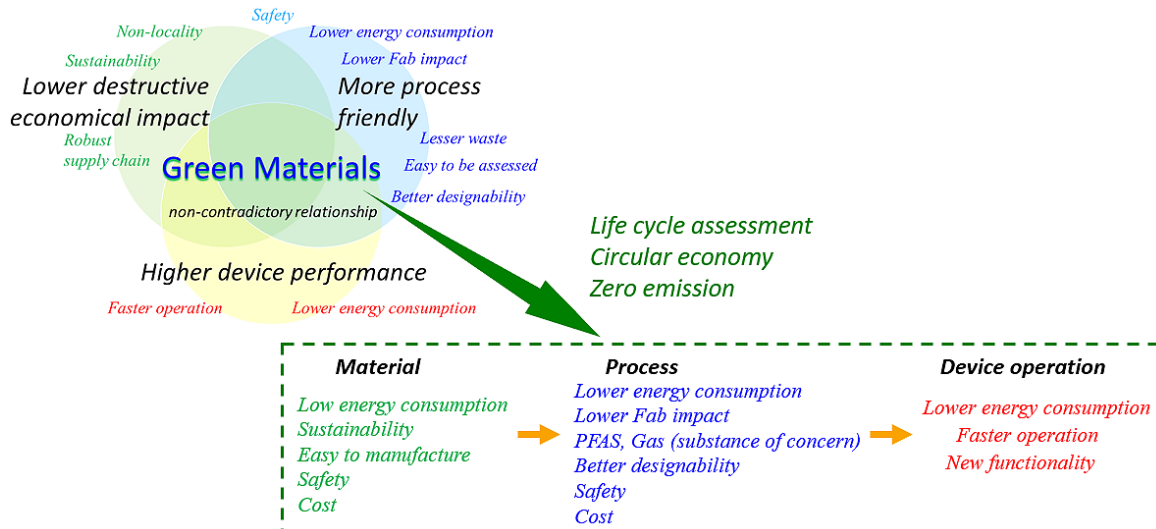 Safety
Non-locality
Lower energy consumption
Sustainability
Lower Fab impact
Lower destructive
economical impact
More process
friendly
Robust
supply chain
Lesser waste
Easy to be assessed
Better designability
Green Materials
non-contradictory relationship
Higher device performance
Faster operation
Lower energy consumption
Life cycle assessment
Circular economy
Zero emission
Material
Low energy consumption
Sustainability
Easy to manufacture
Safety
Cost
Process
Lower energy consumption
Lower Fab impact
PFAS, Gas (substance of concern)
Better designability
Safety
Cost
Device operation
Lower energy consumption
Faster operation
New functionality